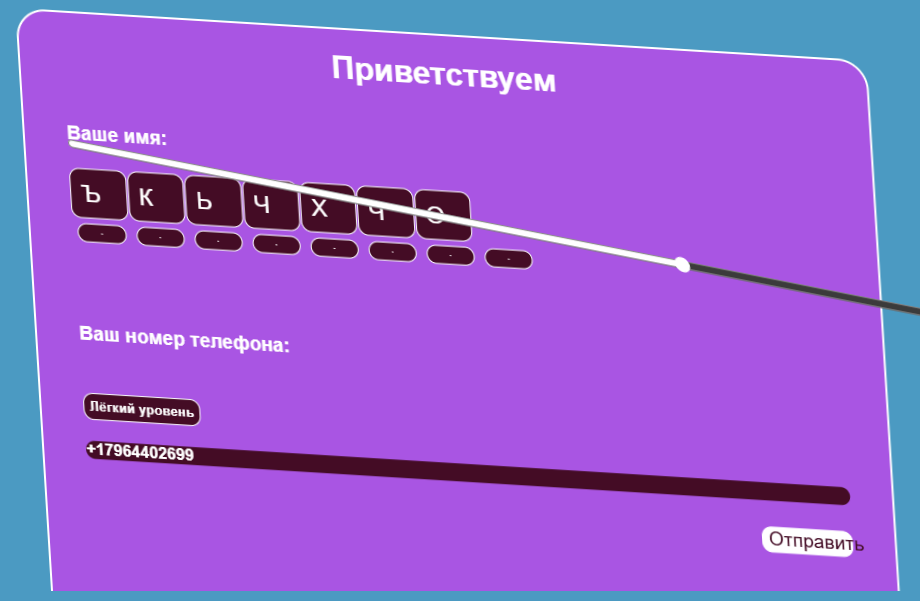 Приветствуем
Ваше имя:
Ъ К Ь Ч Х Ч Э
- - - - - - - -
Ваш номер телефона:
Лёгкий уровень
+17964402699
Отправить